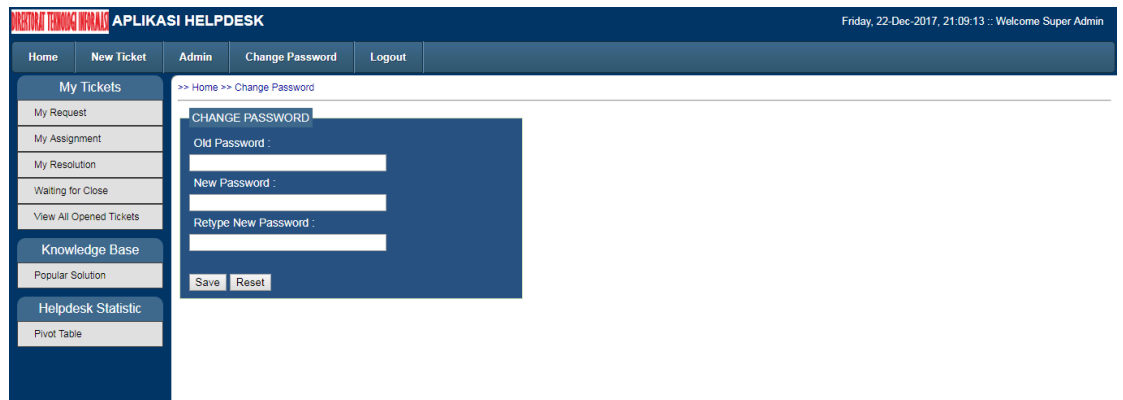 DIREKTORAT TEKNOLOGI INFORMASI APLIKASI HELPDESK
Friday, 22-Dec-2017, 21:09:13 :: Welcome Super Admin
Home New Ticket Admin Change Password Logout
My Tickets
My Request
My Assignment
My Resolution
Waiting for Close
View All Opened Tickets
Knowledge Base
Popular Solution
Helpdesk Statistic
Pivot Table
>> Home >> Change Password
CHANGE PASSWORD
Old Password :
New Password :
Retype New Password :
Save Reset